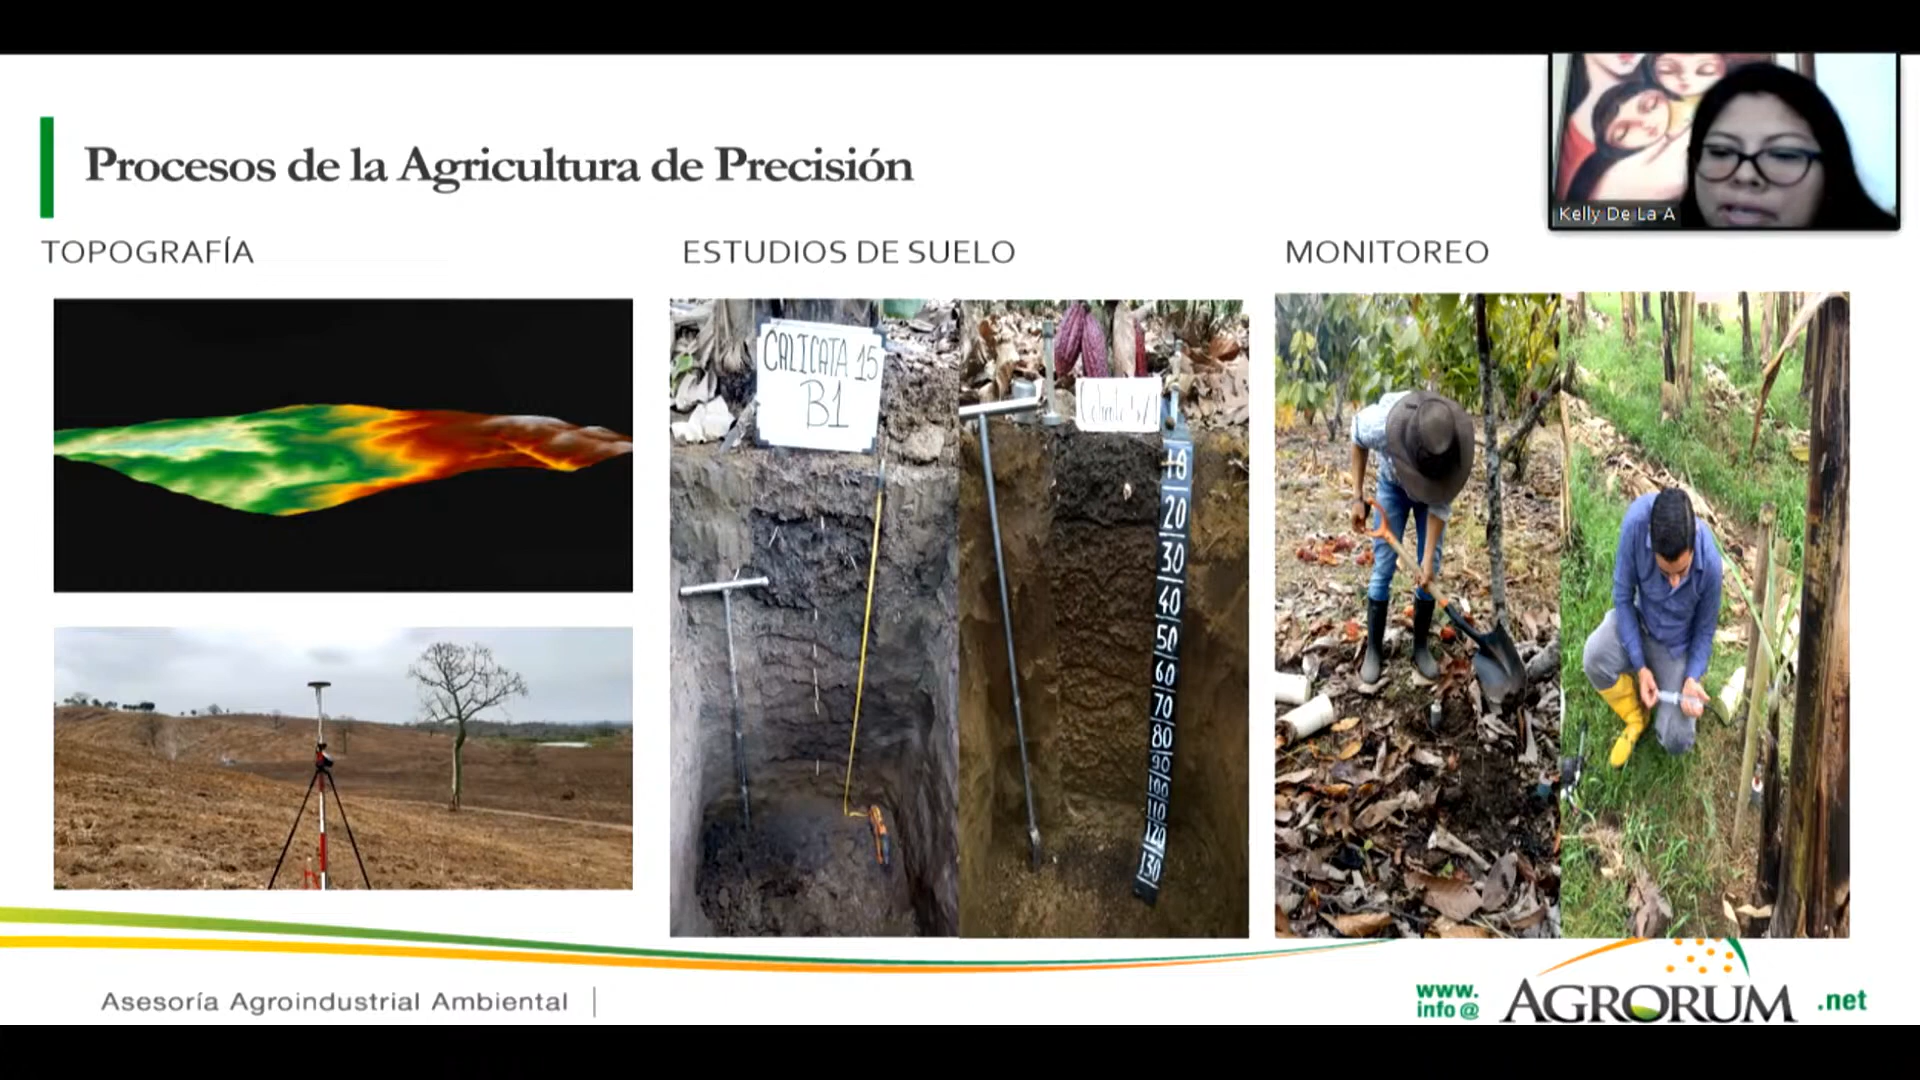 Procesos de la Agricultura de Precisión
Kelly De La A
TOPOGRAFÍA
ESTUDIOS DE SUELO
MONITOREO
CALICATA 15
B1
10
20
30
40
50
60
70
80
90
100
110
120
130
Asesoría Agroindustrial Ambiental
www.
info@
AGRORUM
.net